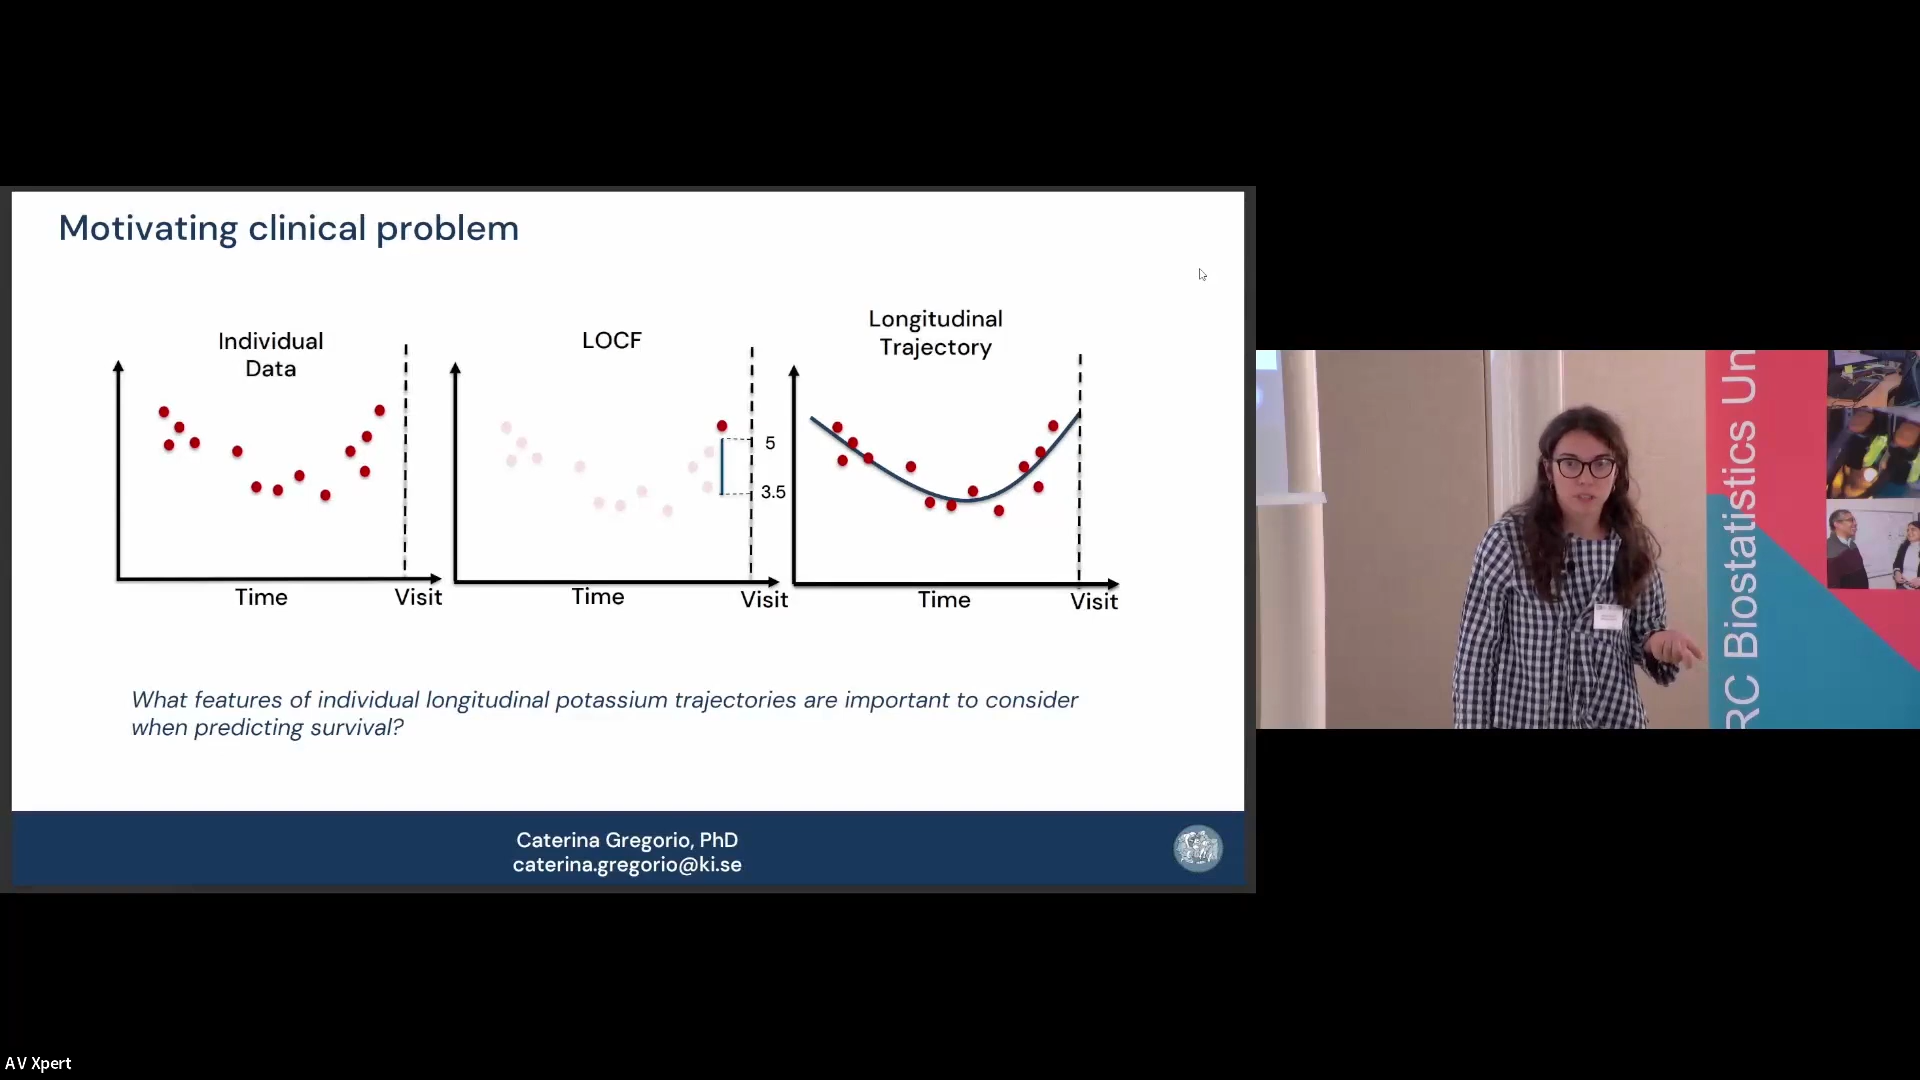 Motivating clinical problem
Individual
Data
LOCF
Longitudinal
Trajectory
5
3.5
Time
Visit
Time
Visit
Time
Visit
What features of individual longitudinal potassium trajectories are important to consider
when predicting survival?
Caterina Gregorio, PhD
caterina.gregorio@ki.se
RC Biostatistics Un
AV Xpert